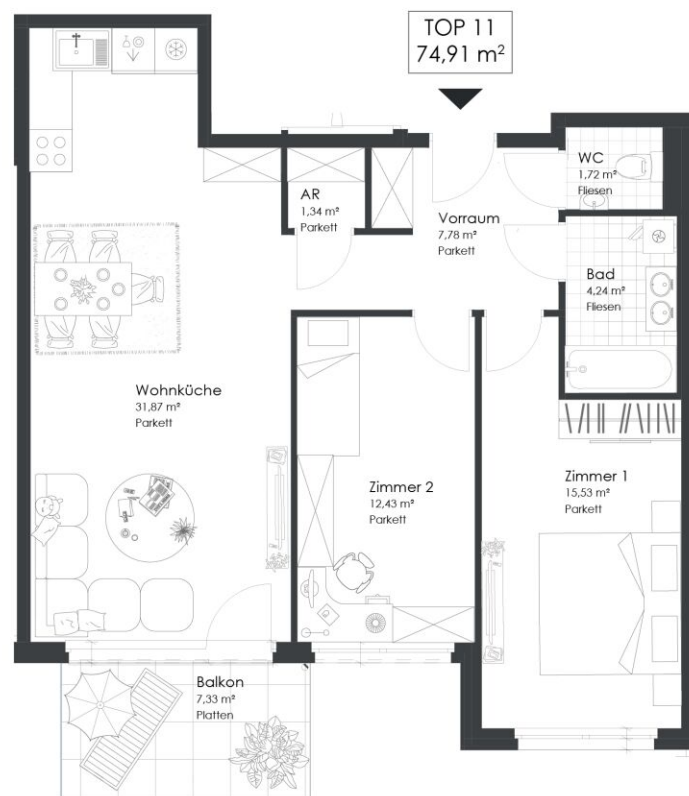 TOP 11
74,91 m²
WC
1,72 m²
Fliesen
AR
1,34 m²
Parkett
Vorraum
7,78 m²
Parkett
Bad
4,24 m²
Fliesen
Wohnküche
31,87 m²
Parkett
Zimmer 2
12,43 m²
Parkett
Zimmer 1
15,53 m²
Parkett
Balkon
7,33 m²
Platten